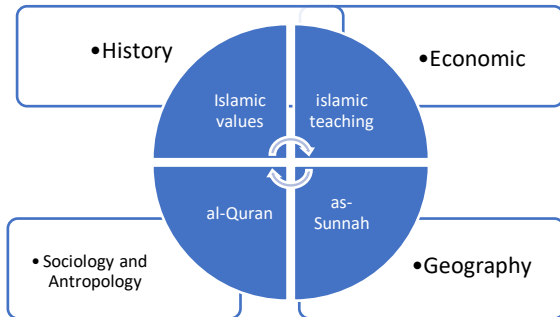 •History
•Economic
Islamic
values
islamic
teaching
al-Quran
as-
Sunnah
• Sociology and
Antropology
•Geography